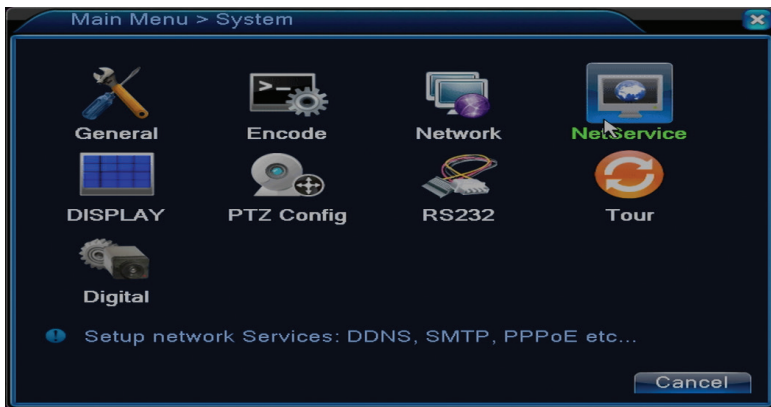 Main Menu > System
General Encode Network NetService
DISPLAY PTZ Config RS232 Tour
Digital
Setup network Services: DDNS, SMTP, PPPoE etc...
Cancel